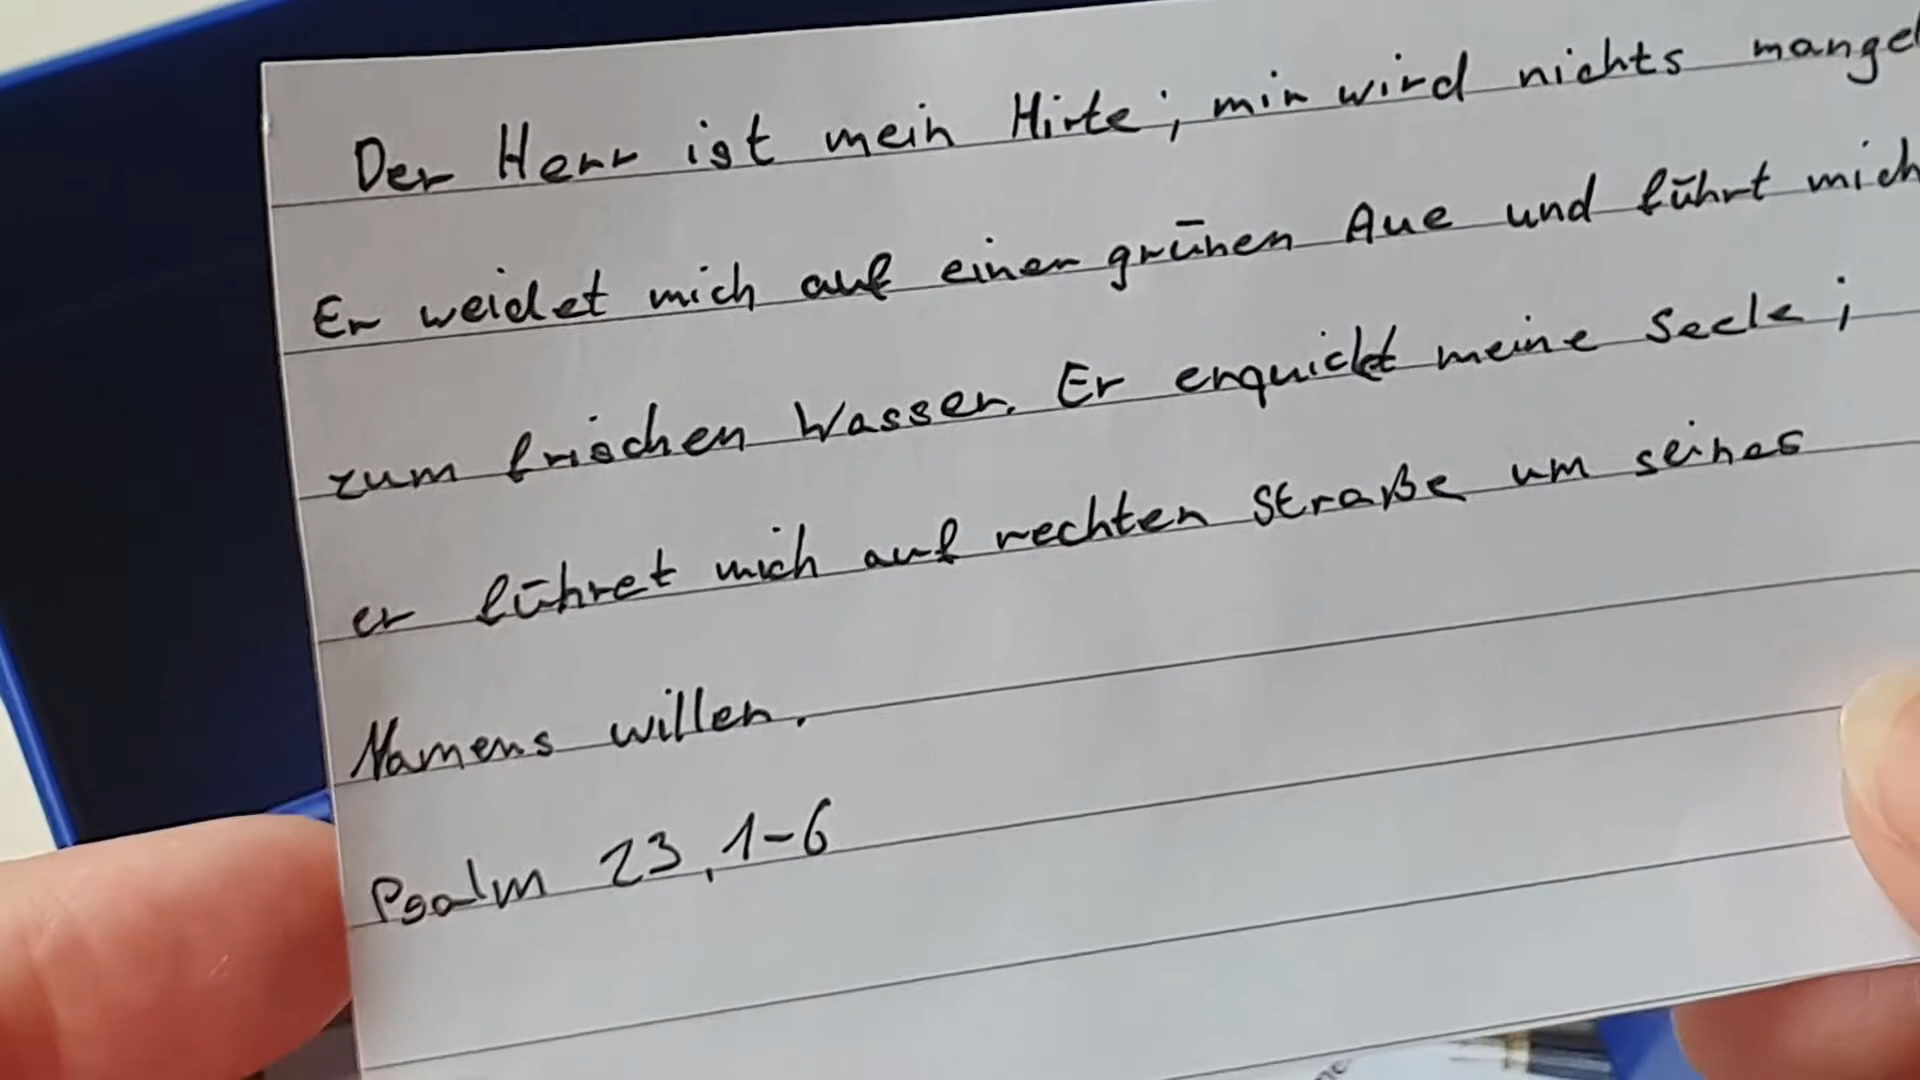 Der Herr ist mein Hirte; mir wird nichts mangel
Er weidet mich auf einer grünen Aue und führt mich
zum frischen Wasser. Er erquickt meine Seele;
er führet mich auf rechten Straße um seines
Namens willen.
Psalm 23, 1-6